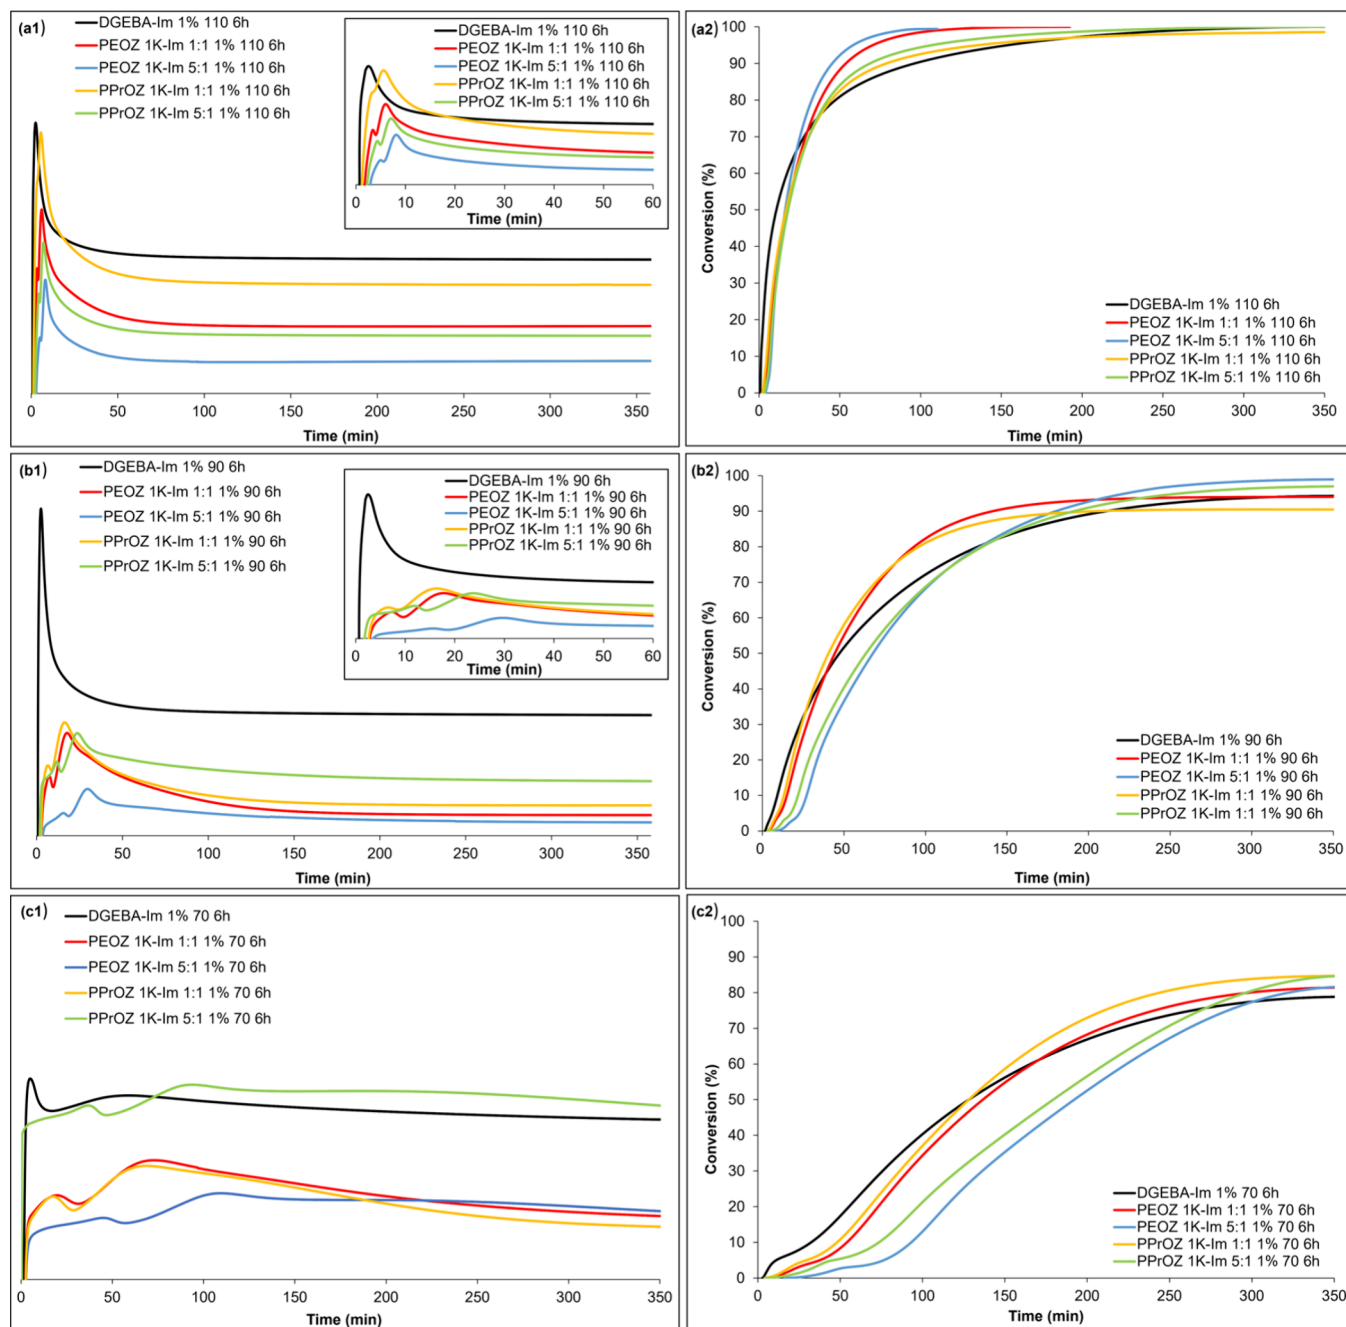 (a1)
DGEBA-Im 1% 110 6h
PEOZ 1K-Im 1:1 1% 110 6h
PEOZ 1K-Im 5:1 1% 110 6h
PPrOZ 1K-Im 1:1 1% 110 6h
PPrOZ 1K-Im 5:1 1% 110 6h
DGEBA-Im 1% 110 6h
PEOZ 1K-Im 1:1 1% 110 6h
PEOZ 1K-Im 5:1 1% 110 6h
PPrOZ 1K-Im 1:1 1% 110 6h
PPrOZ 1K-Im 5:1 1% 110 6h
0 10 20 30 40 50 60
Time (min)
0 50 100 150 200 250 300 350
Time (min)
(a2)
100
90
80
70
60
50
40
30
20
10
0
Conversion (%)
DGEBA-Im 1% 110 6h
PEOZ 1K-Im 1:1 1% 110 6h
PEOZ 1K-Im 5:1 1% 110 6h
PPrOZ 1K-Im 1:1 1% 110 6h
PPrOZ 1K-Im 5:1 1% 110 6h
0 50 100 150 200 250 300 350
Time (min)
(b1)
DGEBA-Im 1% 90 6h
PEOZ 1K-Im 1:1 1% 90 6h
PEOZ 1K-Im 5:1 1% 90 6h
PPrOZ 1K-Im 1:1 1% 90 6h
PPrOZ 1K-Im 5:1 1% 90 6h
DGEBA-Im 1% 90 6h
PEOZ 1K-Im 1:1 1% 90 6h
PEOZ 1K-Im 5:1 1% 90 6h
PPrOZ 1K-Im 1:1 1% 90 6h
PPrOZ 1K-Im 5:1 1% 90 6h
0 10 20 30 40 50 60
Time (min)
0 50 100 150 200 250 300 350
Time (min)
(b2)
100
90
80
70
60
50
40
30
20
10
0
Conversion (%)
DGEBA-Im 1% 90 6h
PEOZ 1K-Im 1:1 1% 90 6h
PEOZ 1K-Im 5:1 1% 90 6h
PPrOZ 1K-Im 1:1 1% 90 6h
PPrOZ 1K-Im 1:1 1% 90 6h
0 50 100 150 200 250 300 350
Time (min)
(c1)
DGEBA-Im 1% 70 6h
PEOZ 1K-Im 1:1 1% 70 6h
PEOZ 1K-Im 5:1 1% 70 6h
PPrOZ 1K-Im 1:1 1% 70 6h
PPrOZ 1K-Im 5:1 1% 70 6h
0 50 100 150 200 250 300 350
Time (min)
(c2)
100
90
80
70
60
50
40
30
20
10
0
Conversion (%)
DGEBA-Im 1% 70 6h
PEOZ 1K-Im 1:1 1% 70 6h
PEOZ 1K-Im 5:1 1% 70 6h
PPrOZ 1K-Im 1:1 1% 70 6h
PPrOZ 1K-Im 5:1 1% 70 6h
0 50 100 150 200 250 300 350
Time (min)